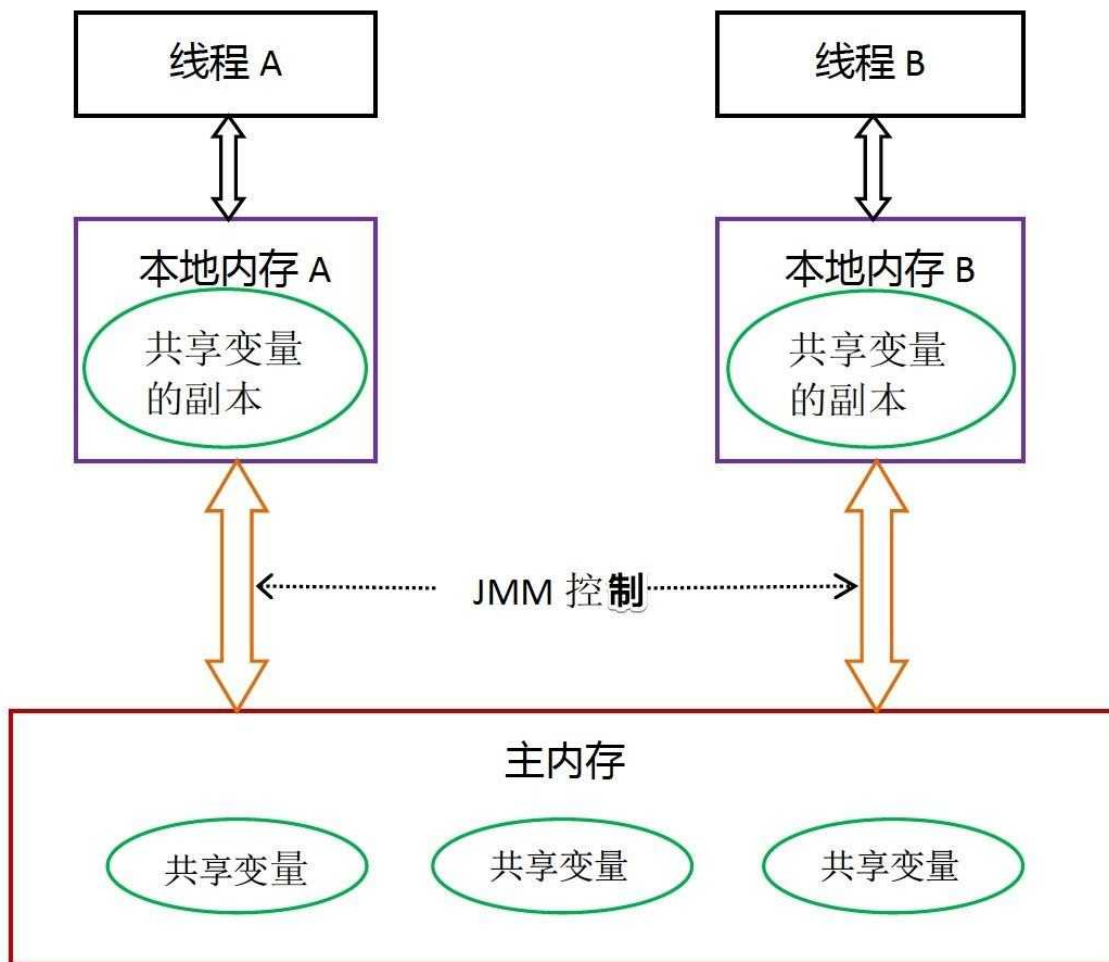 线程 A
线程 B
本地内存 A
本地内存 B
共享变量
的副本
共享变量
的副本
JMM 控制
主内存
共享变量
共享变量
共享变量